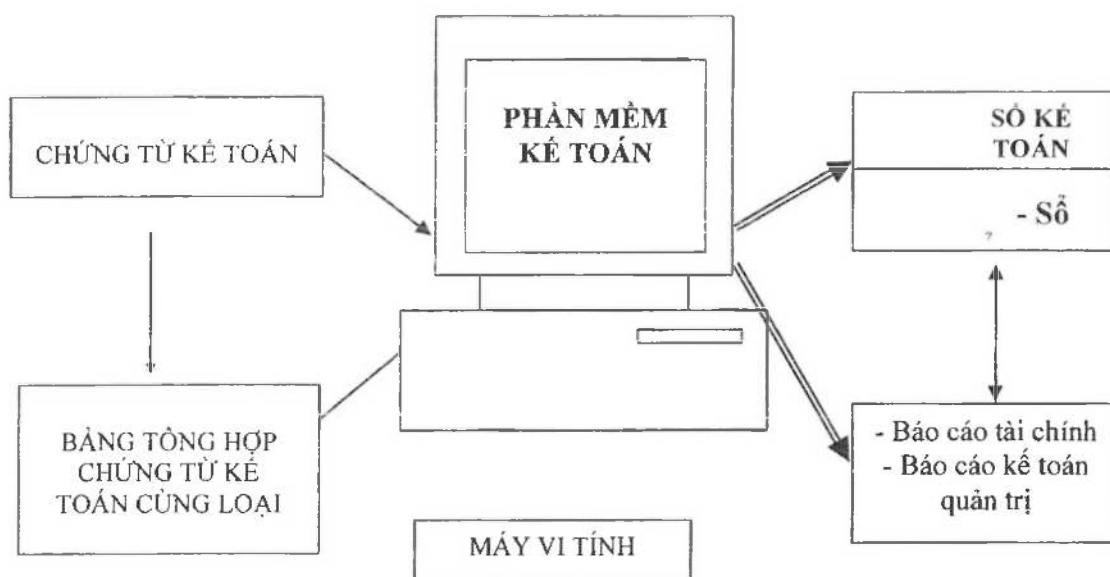 CHỨNG TỪ KẾ TOÁN
PHẦN MỀM
KẾ TOÁN
SỔ KẾ
TOÁN
- Sổ
BẢNG TỔNG HỢP
CHỨNG TỪ KẾ
TOÁN CÙNG LOẠI
- Báo cáo tài chính
- Báo cáo kế toán
quản trị
MÁY VI TÍNH